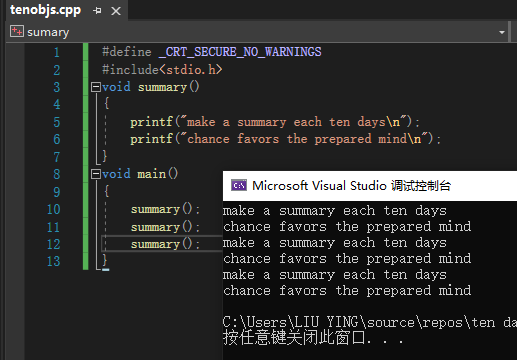 tenobjs.cpp
sumary
1 #define _CRT_SECURE_NO_WARNINGS
2 #include<stdio.h>
3 void summary()
4 {
5 printf("make a summary each ten days\n");
6 printf("chance favors the prepared mind\n");
7 }
8 void main()
9 {
10 summary();
11 summary();
12 summary();
13 }
Microsoft Visual Studio 调试控制台
make a summary each ten days
chance favors the prepared mind
make a summary each ten days
chance favors the prepared mind
make a summary each ten days
chance favors the prepared mind
C:\Users\LIU YING\source\repos\ten da
按任意键关闭此窗口. . .